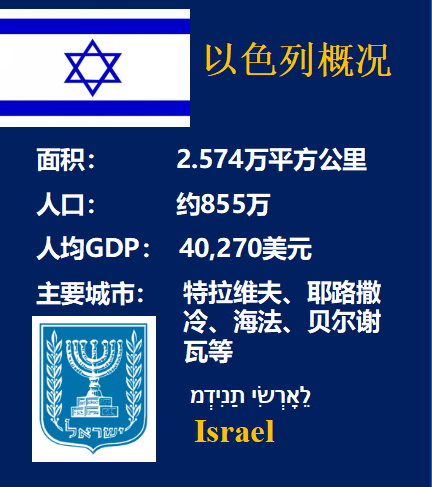 以色列概况
面积： 2.574万平方公里
人口： 约855万
人均GDP： 40,270美元
主要城市： 特拉维夫、耶路撒
冷、海法、贝尔谢
瓦等
לֵאָרְשִׂי תַנִידְמ
ישראל
Israel